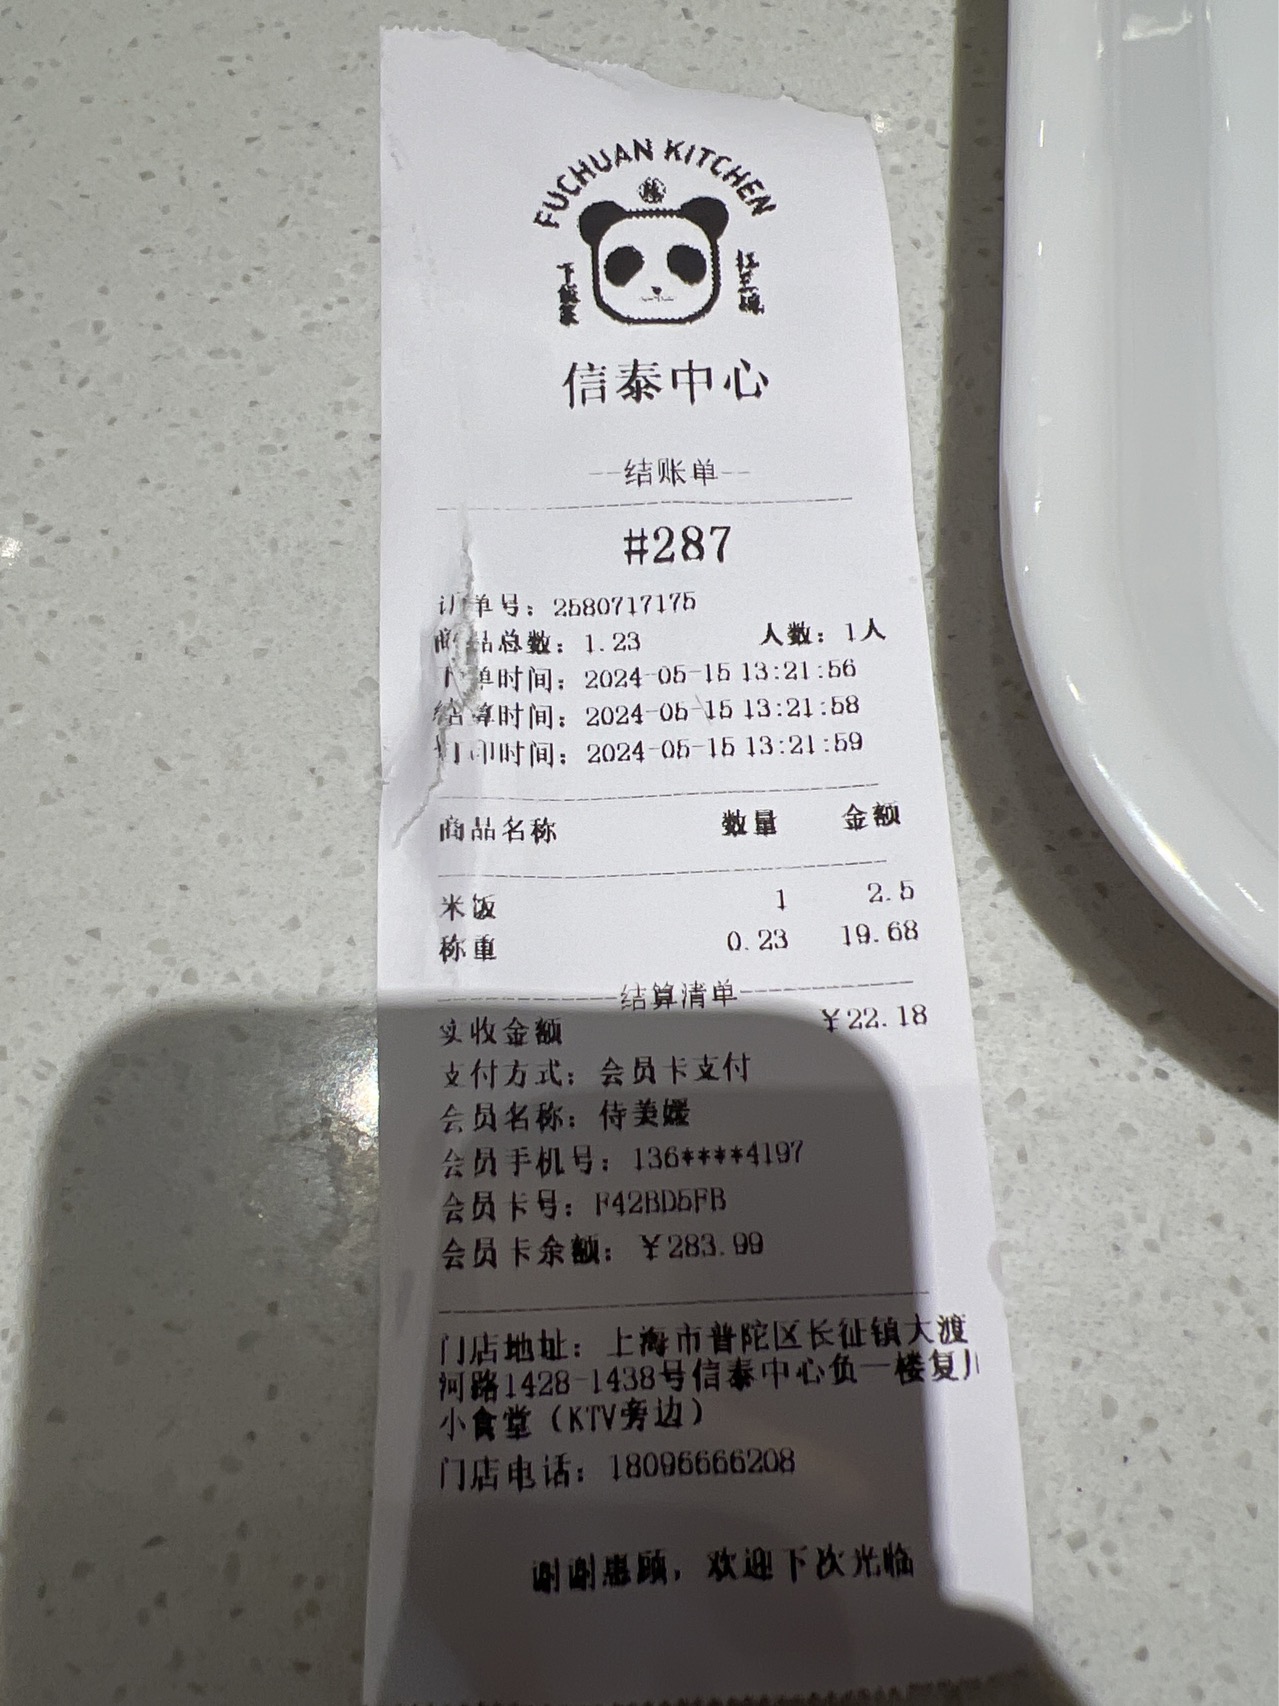 FUCHUAN KITCHEN
下饭家
江豆碗
信泰中心
--结账单--
#287
订单号：2580717175
商品总数：1.23 人数：1人
下单时间：2024-05-15 13:21:56
结算时间：2024-05-15 13:21:58
打印时间：2024-05-15 13:21:59
商品名称 数量 金额
米饭 1 2.5
称重 0.23 19.68
结算清单
实收金额 ￥22.18
支付方式：会员卡支付
会员名称：侍美媛
会员手机号：136****4197
会员卡号：F42BD5FB
会员卡余额：￥283.99
门店地址：上海市普陀区长征镇大渡
河路1428-1438号信泰中心负一楼复川
小食堂（KTV旁边）
门店电话：18096666208
谢谢惠顾，欢迎下次光临